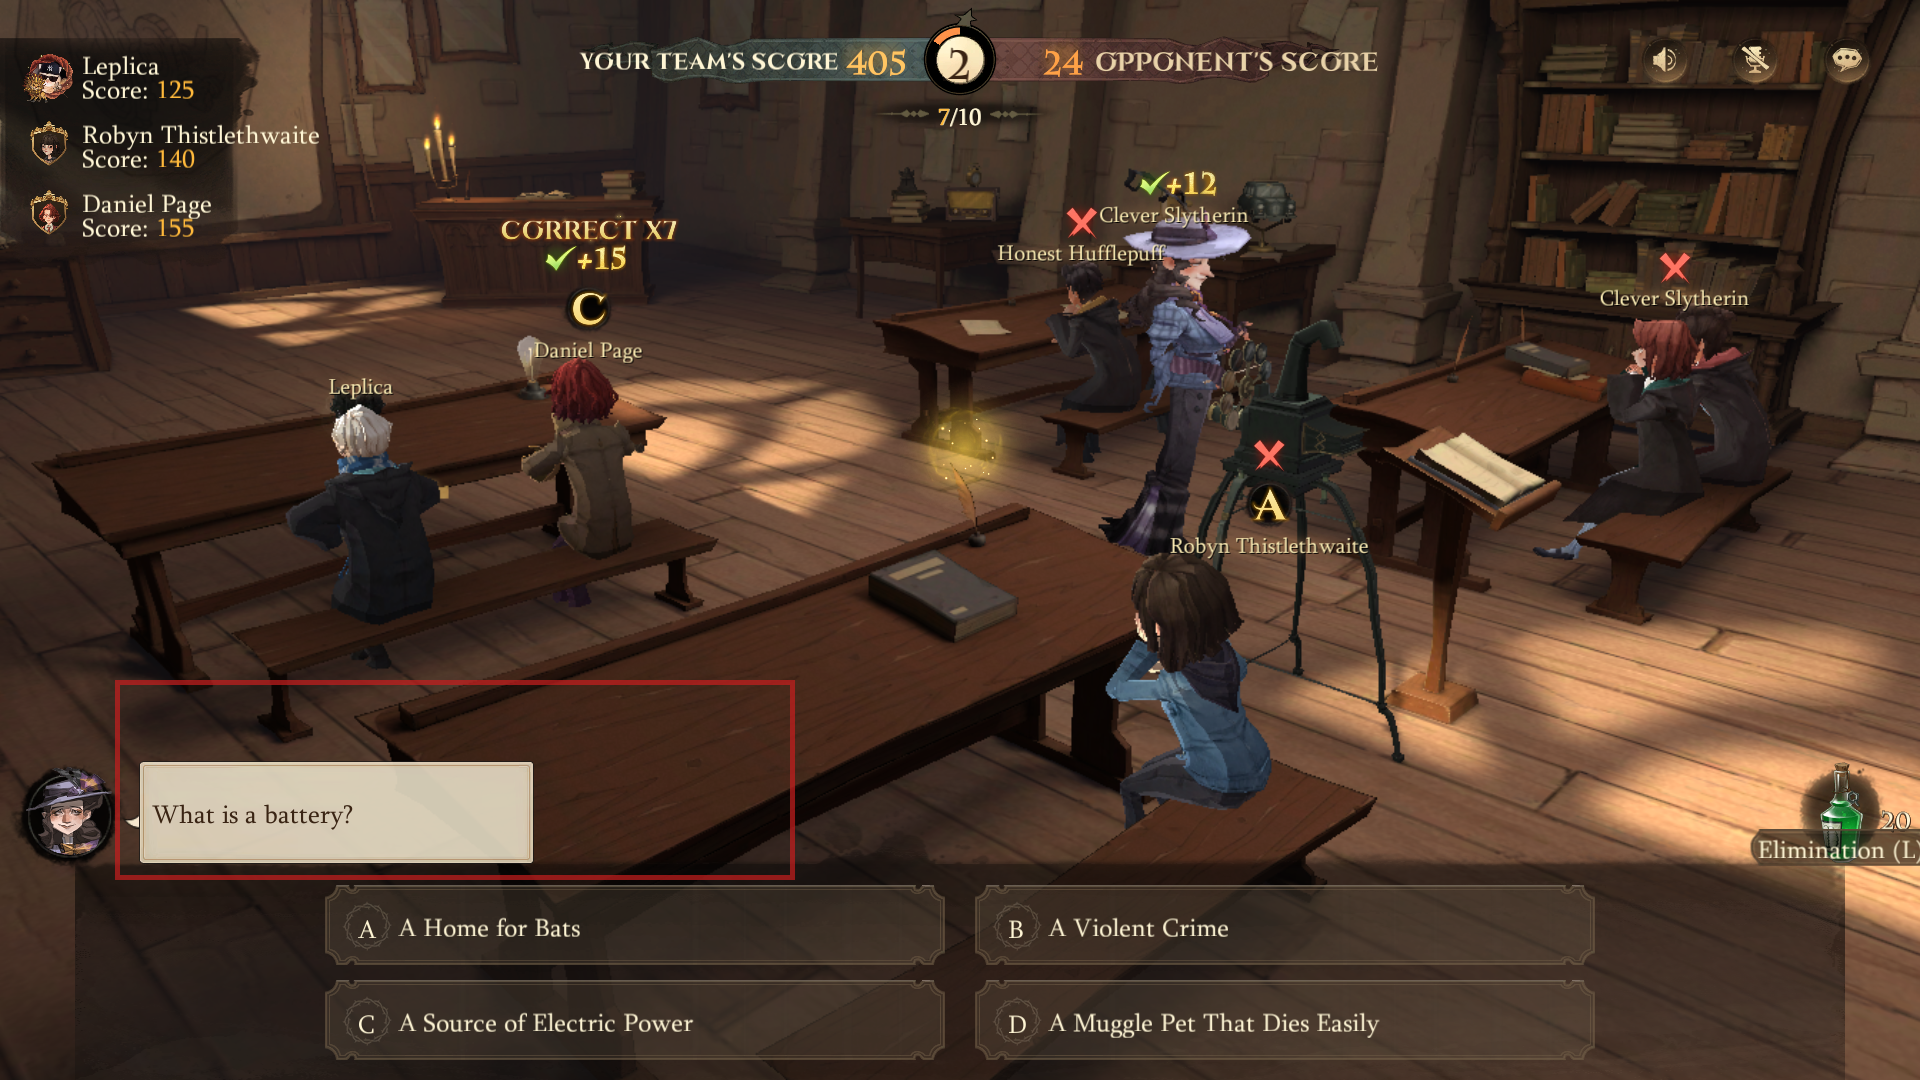 Leplica
Score: 125
Robyn Thistlethwaite
Score: 140
Daniel Page
Score: 155
YOUR TEAM'S SCORE 405
2
24 OPPONENT'S SCORE
7/10
CORRECT X7
+15
C
Daniel Page
Leplica
+12
Clever Slytherin
Honest Hufflepuff
Clever Slytherin
A
Robyn Thistlethwaite
What is a battery?
20
Elimination (L)
A A Home for Bats
B A Violent Crime
C A Source of Electric Power
D A Muggle Pet That Dies Easily